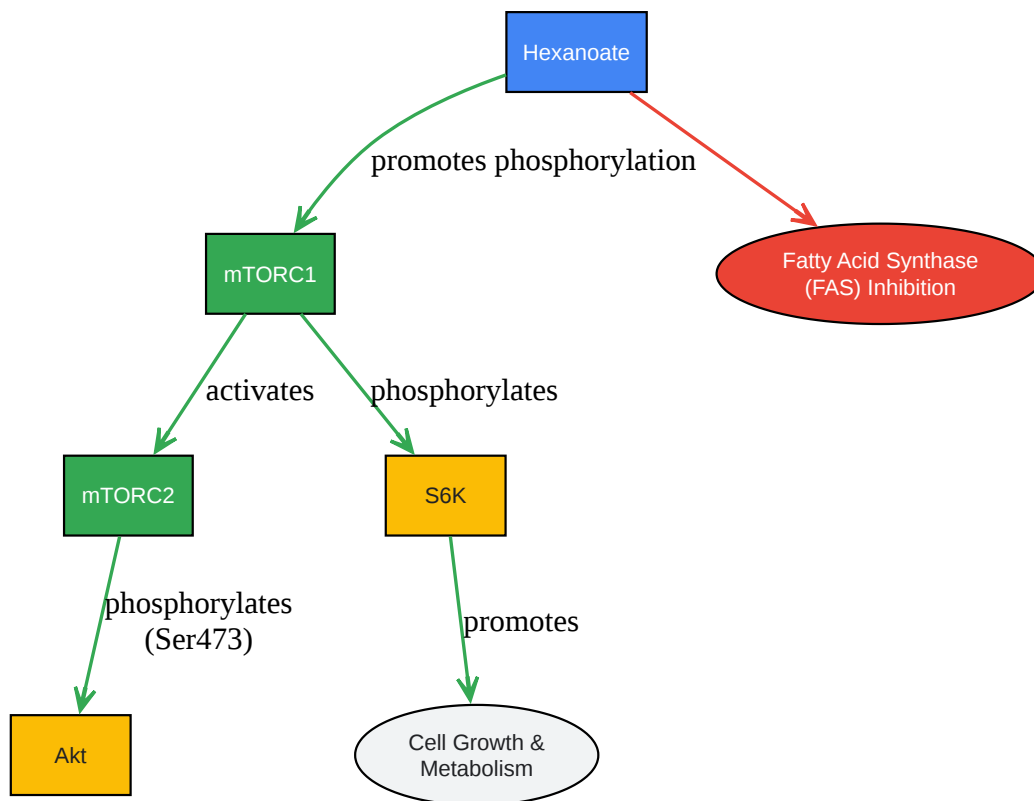 Hexanoate
promotes phosphorylation
mTORC1
Fatty Acid Synthase
(FAS) Inhibition
activates
phosphorylates
mTORC2
S6K
phosphorylates
(Ser473)
promotes
Akt
Cell Growth &
Metabolism